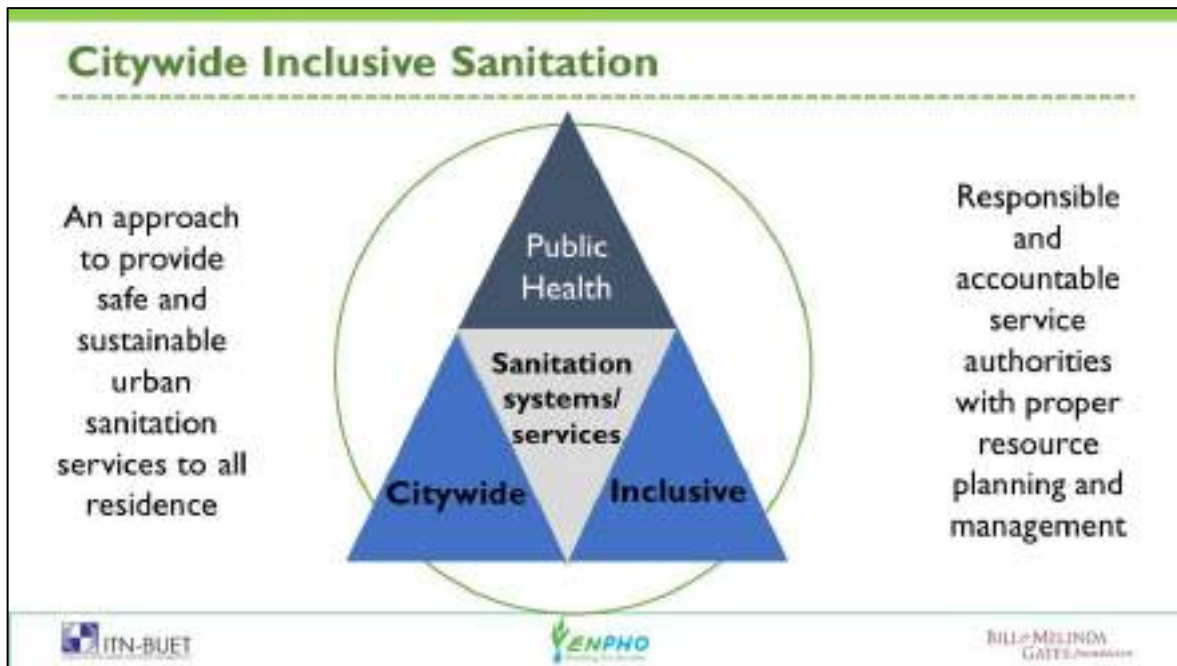 Citywide Inclusive Sanitation
An approach
to provide
safe and
sustainable
urban
sanitation
services to all
residence
Public
Health
Sanitation
systems/
services
Citywide
Inclusive
Responsible
and
accountable
service
authorities
with proper
resource
planning and
management
ITN-BUET
ENPHO
BILL & MELINDA
GATES foundation